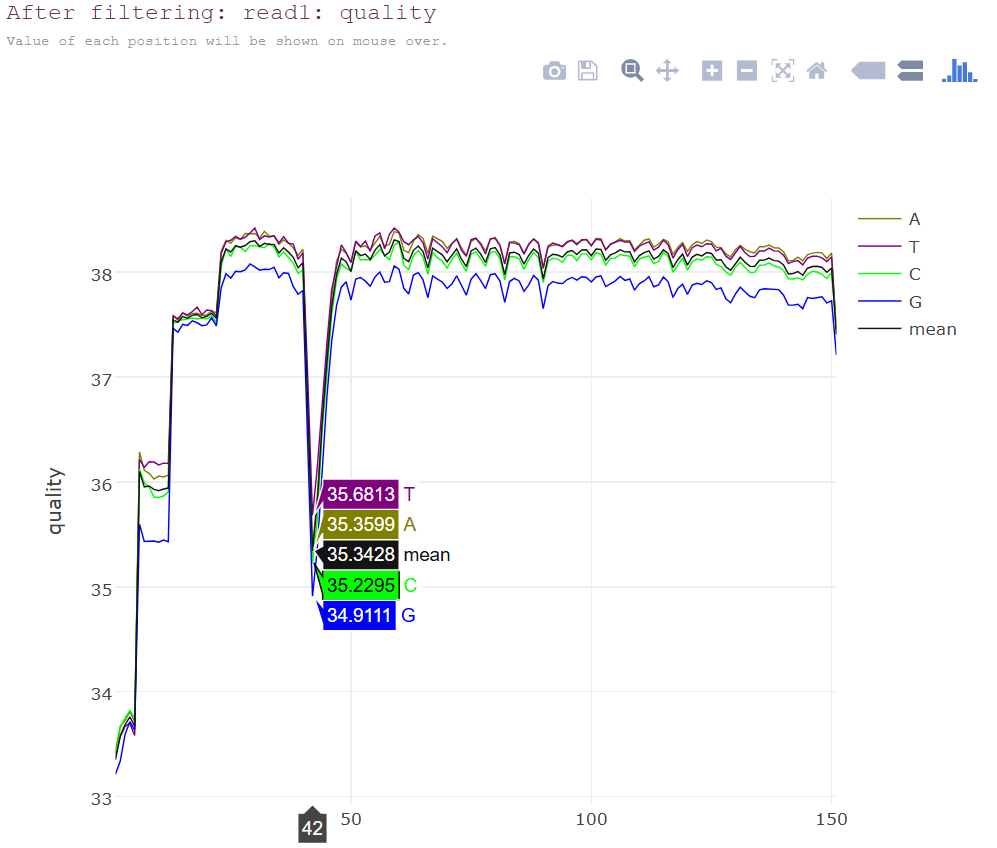 After filtering: read1: quality
Value of each position will be shown on mouse over.
A
T
C
G
mean
38
37
36
35
34
33
quality
35.6813 T
35.3599 A
35.3428 mean
35.2295 C
34.9111 G
42
50
100
150